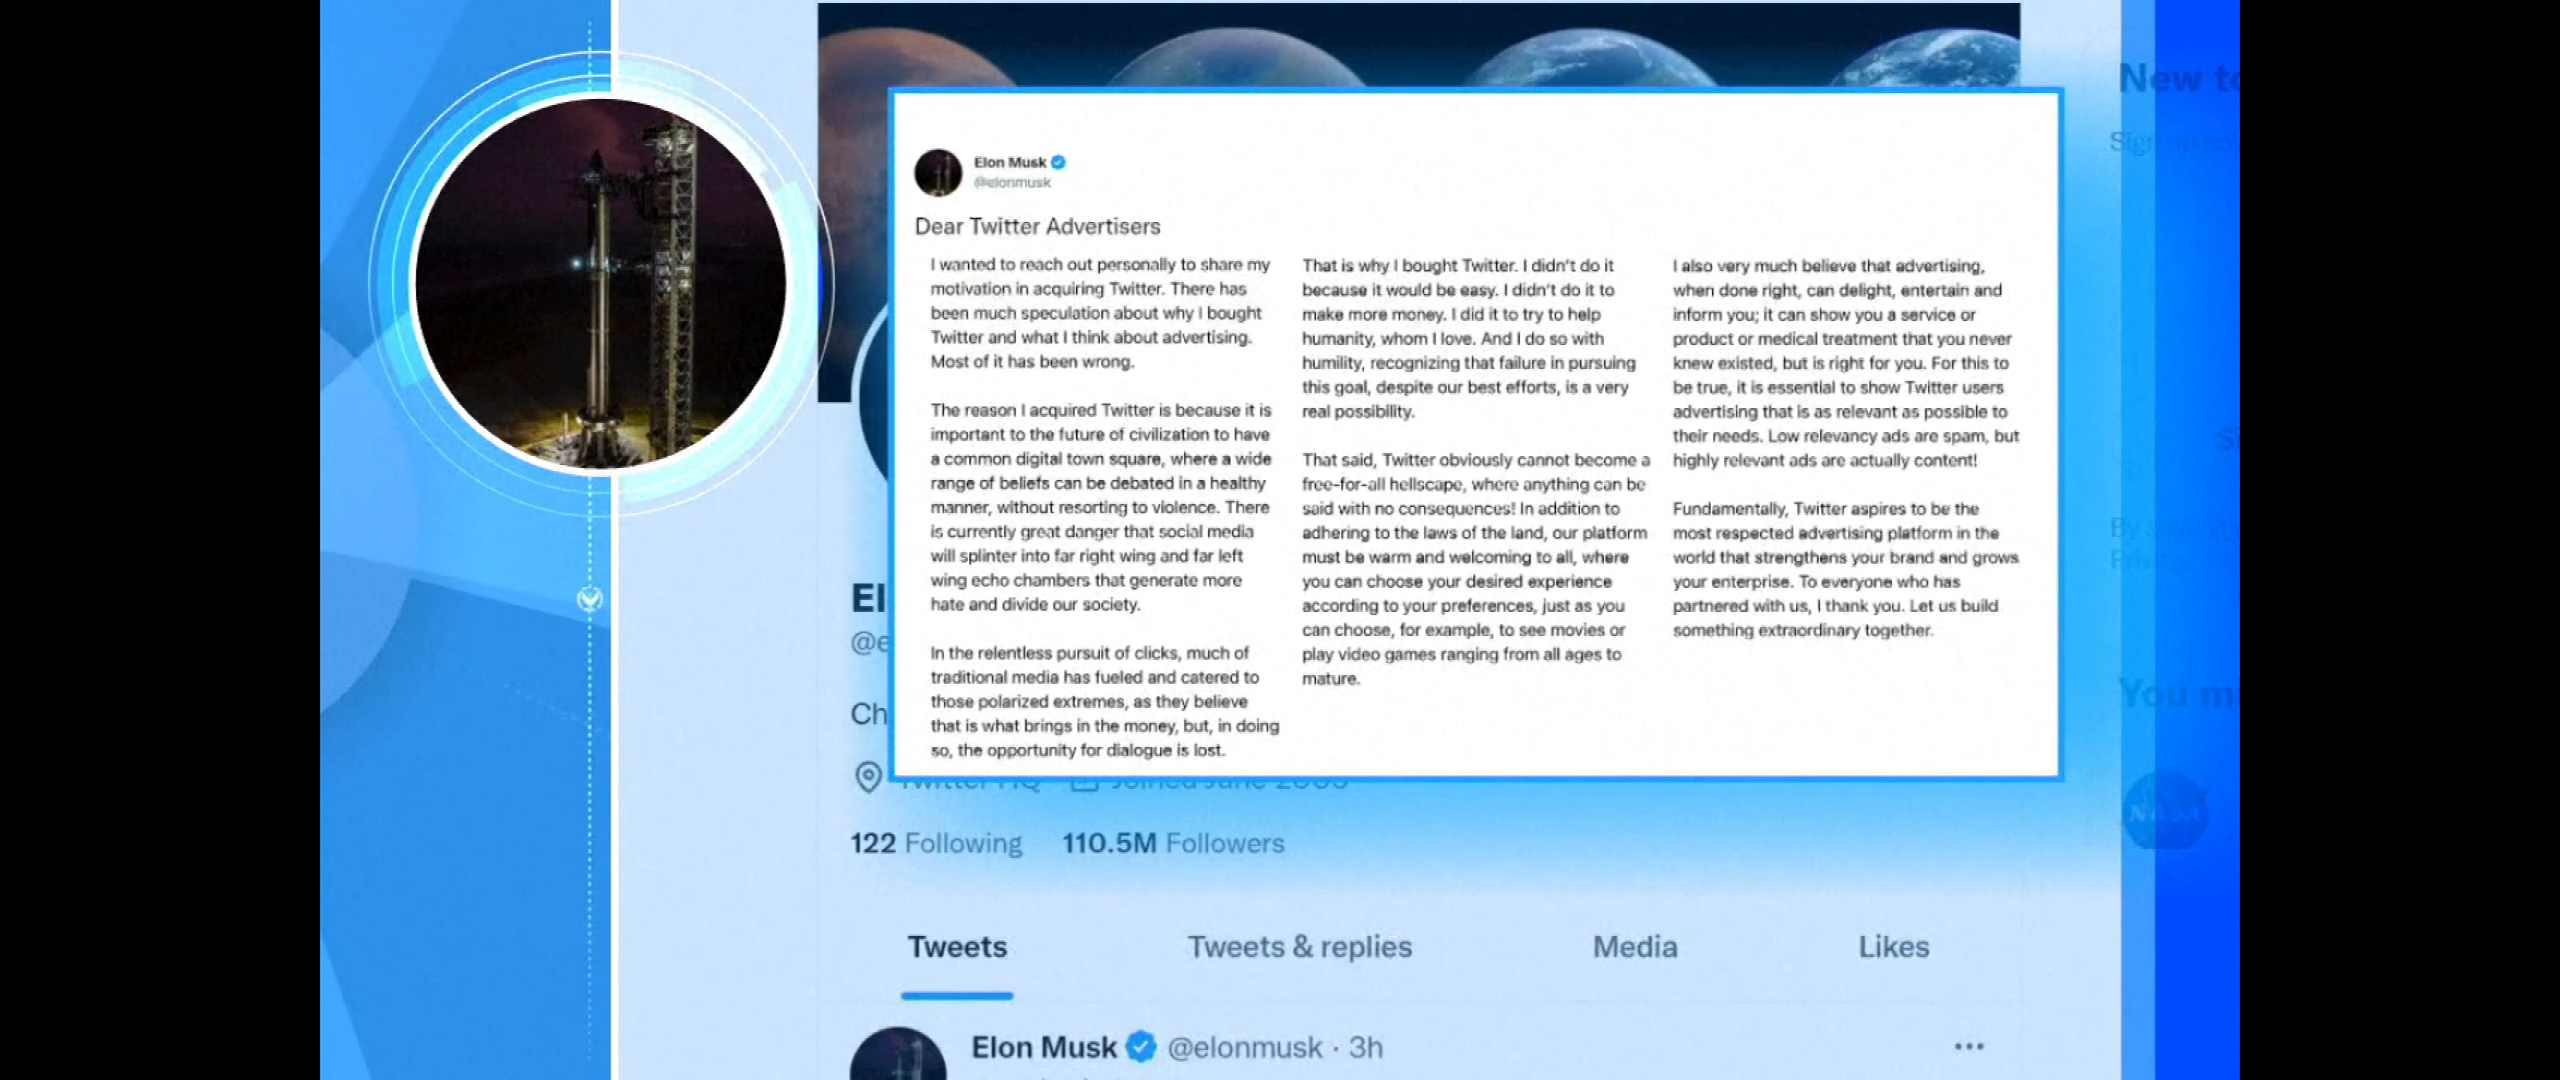 New to
Sign up now
Elon Musk
@elonmusk
Dear Twitter Advertisers
I wanted to reach out personally to share my
motivation in acquiring Twitter. There has
been much speculation about why I bought
Twitter and what I think about advertising.
Most of it has been wrong.
The reason I acquired Twitter is because it is
important to the future of civilization to have
a common digital town square, where a wide
range of beliefs can be debated in a healthy
manner, without resorting to violence. There
is currently great danger that social media
will splinter into far right wing and far left
wing echo chambers that generate more
hate and divide our society.
In the relentless pursuit of clicks, much of
traditional media has fueled and catered to
those polarized extremes, as they believe
that is what brings in the money, but, in doing
so, the opportunity for dialogue is lost.
That is why I bought Twitter. I didn't do it
because it would be easy. I didn't do it to
make more money. I did it to try to help
humanity, whom I love. And I do so with
humility, recognizing that failure in pursuing
this goal, despite our best efforts, is a very
real possibility.
That said, Twitter obviously cannot become a
free-for-all hellscape, where anything can be
said with no consequences! In addition to
adhering to the laws of the land, our platform
must be warm and welcoming to all, where
you can choose your desired experience
according to your preferences, just as you
can choose, for example, to see movies or
play video games ranging from all ages to
mature.
I also very much believe that advertising,
when done right, can delight, entertain and
inform you; it can show you a service or
product or medical treatment that you never
knew existed, but is right for you. For this to
be true, it is essential to show Twitter users
advertising that is as relevant as possible to
their needs. Low relevancy ads are spam, but
highly relevant ads are actually content!
Fundamentally, Twitter aspires to be the
most respected advertising platform in the
world that strengthens your brand and grows
your enterprise. To everyone who has
partnered with us, I thank you. Let us build
something extraordinary together.
El
@e
Ch
Twitter HQ Joined June 2009
You mi
NASA
122 Following 110.5M Followers
Tweets Tweets & replies Media Likes
Elon Musk @elonmusk · 3h